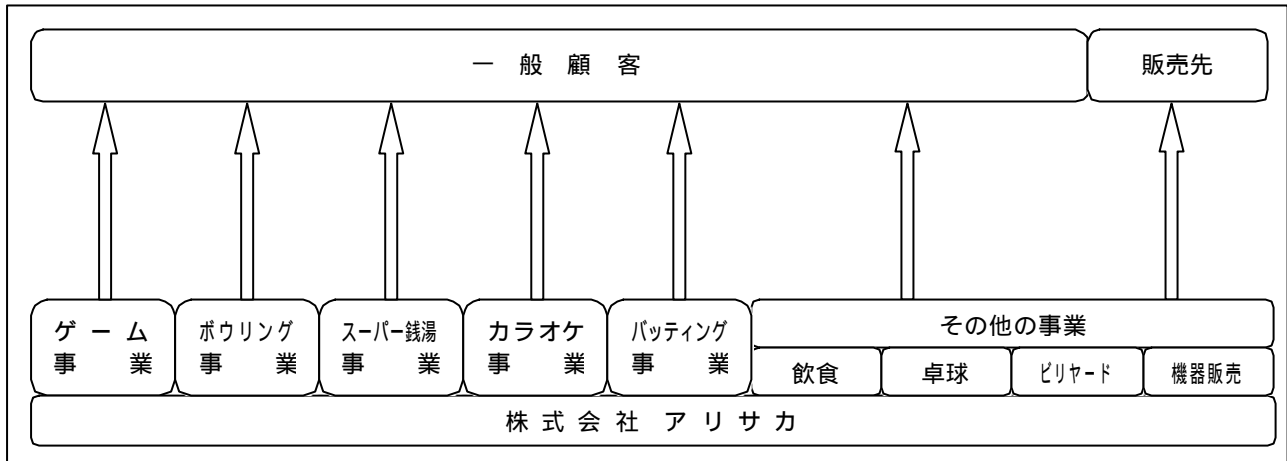 一般顧客
販売先
ゲーム
事業
ボウリング
事業
スーパー銭湯
事業
カラオケ
事業
バッティング
事業
その他の事業
飲食
卓球
ビリヤード
機器販売
株式会社 アリサカ